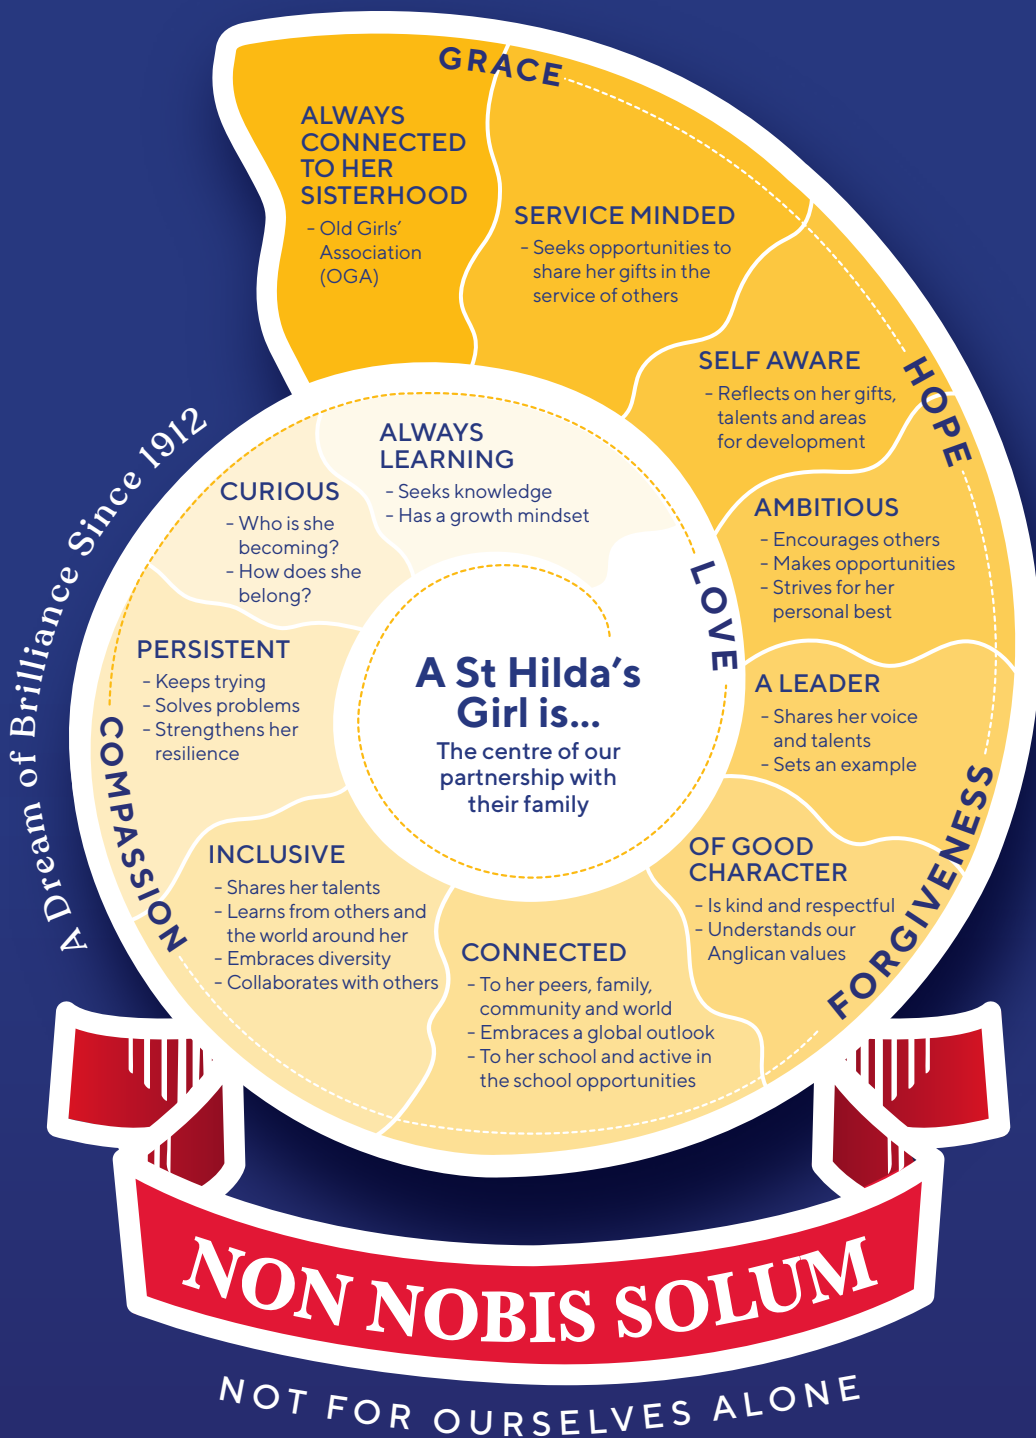 GRACE
ALWAYS
CONNECTED
TO HER
SISTERHOOD
- Old Girls’
Association
(OGA)
SERVICE MINDED
- Seeks opportunities to
share her gifts in the
service of others
HOPE
SELF AWARE
- Reflects on her gifts,
talents and areas
for development
AMBITIOUS
- Encourages others
- Makes opportunities
- Strives for her
personal best
LOVE
A LEADER
- Shares her voice
and talents
- Sets an example
FORGIVENESS
OF GOOD
CHARACTER
- Is kind and respectful
- Understands our
Anglican values
CONNECTED
- To her peers, family,
community and world
- Embraces a global outlook
- To her school and active in
the school opportunities
INCLUSIVE
- Shares her talents
- Learns from others and
the world around her
- Embraces diversity
- Collaborates with others
COMPASSION
PERSISTENT
- Keeps trying
- Solves problems
- Strengthens her
resilience
CURIOUS
- Who is she
becoming?
- How does she
belong?
ALWAYS
LEARNING
- Seeks knowledge
- Has a growth mindset
A St Hilda’s
Girl is...
The centre of our
partnership with
their family
A Dream of Brilliance Since 1912
NON NOBIS SOLUM
NOT FOR OURSELVES ALONE